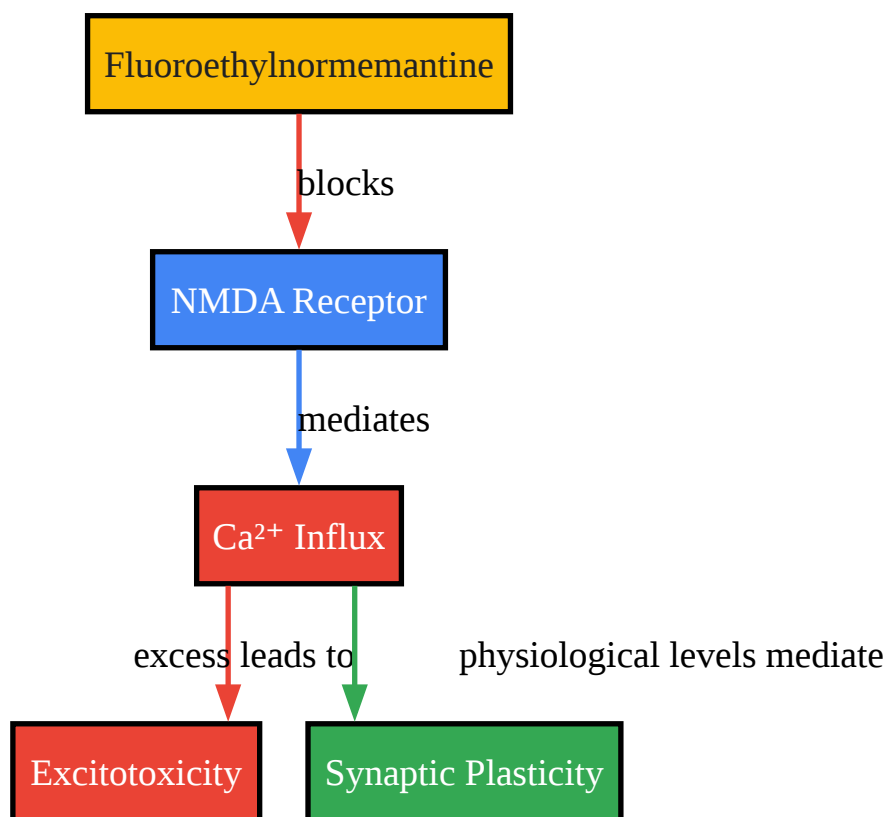 Fluoroethylnormemantine
blocks
NMDA Receptor
mediates
Ca²⁺ Influx
excess leads to
physiological levels mediate
Excitotoxicity
Synaptic Plasticity